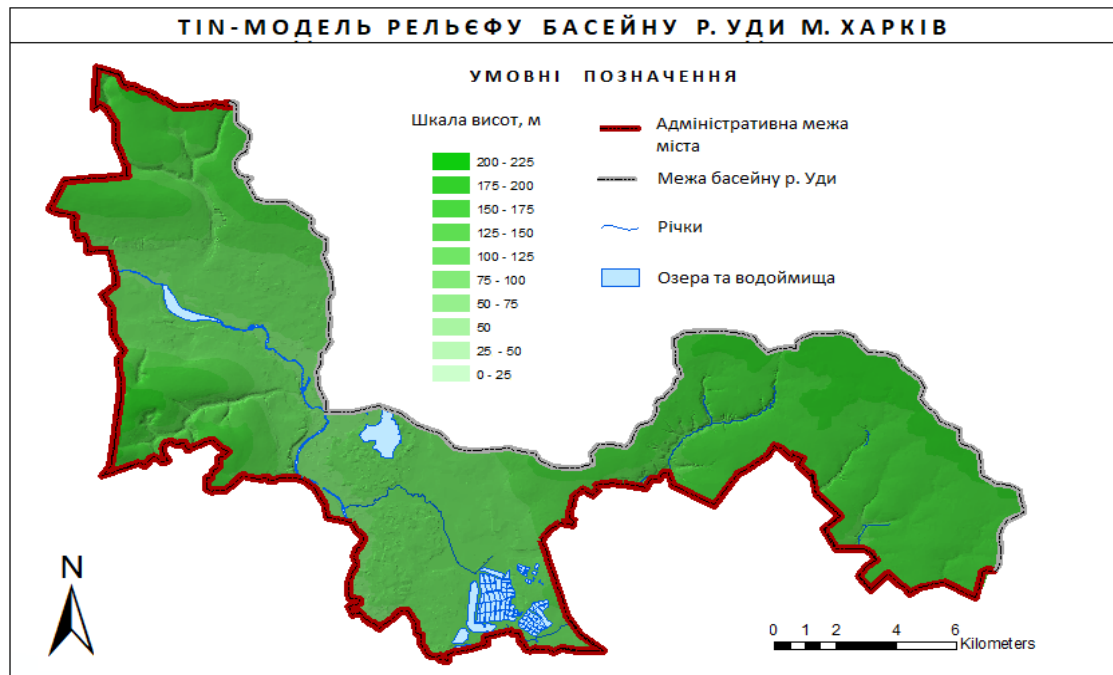 TIN-МОДЕЛЬ РЕЛЬЄФУ БАСЕЙНУ Р. УДИ М. ХАРКІВ
УМОВНІ ПОЗНАЧЕННЯ
Шкала висот, м
200 - 225
175 - 200
150 - 175
125 - 150
100 - 125
75 - 100
50 - 75
50
25 - 50
0 - 25
Адміністративна межа
міста
Межа басейну р. Уди
Річки
Озера та водоймища
N
0 1 2 4 6
Kilometers